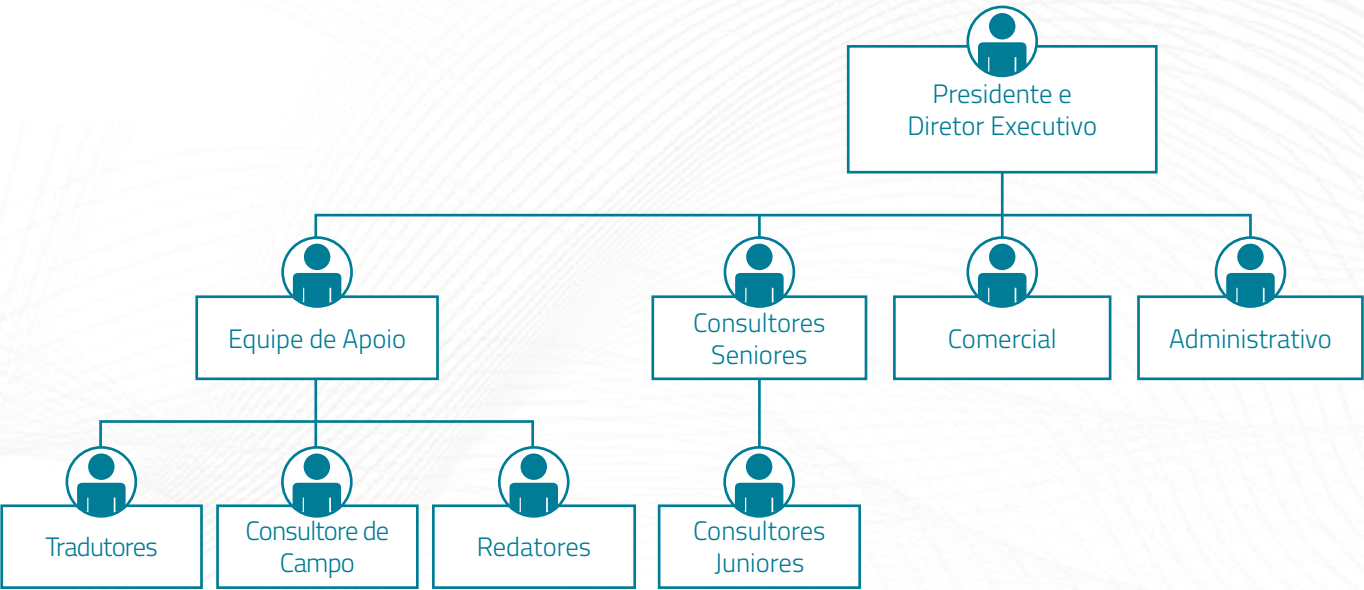 Presidente e
Diretor Executivo
Equipe de Apoio
Consultores
Seniores
Comercial
Administrativo
Tradutores
Consultore de
Campo
Redatores
Consultores
Juniores